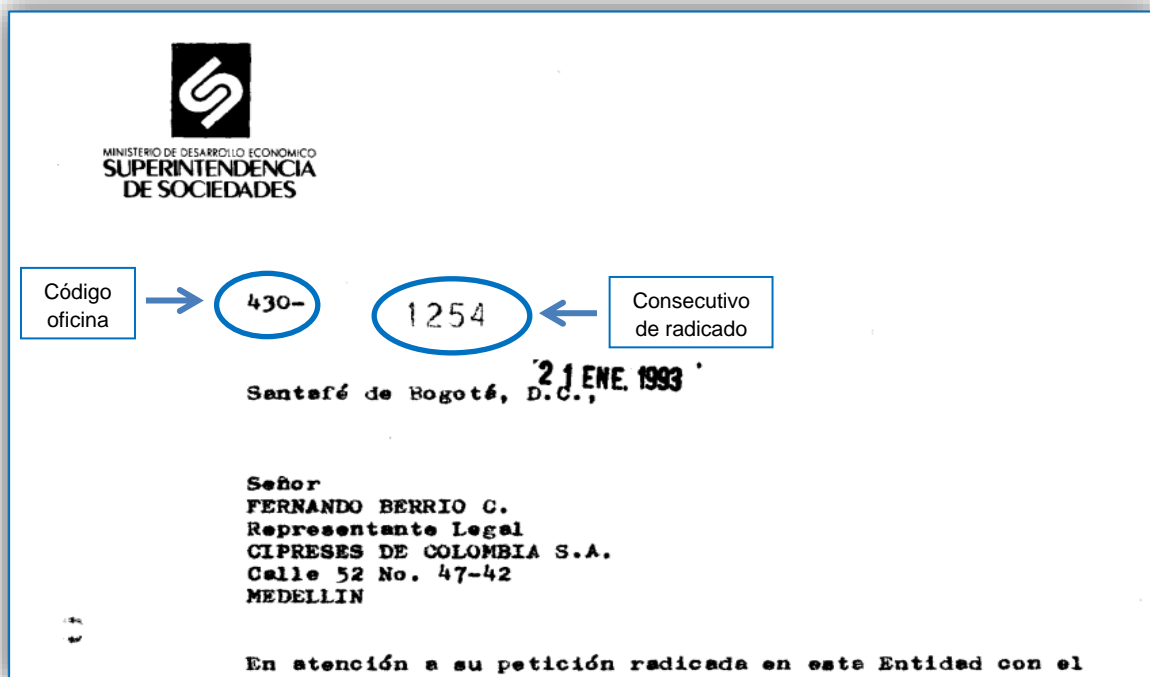 MINISTERIO DE DESARROLLO ECONOMICO
SUPERINTENDENCIA
DE SOCIEDADES
Código
oficina
430-
1254
Consecutivo
de radicado
21 ENE. 1993
Santafé de Bogotá, D.C.,
Señor
FERNANDO BERRIO C.
Representante Legal
CIPRESES DE COLOMBIA S.A.
Calle 52 No. 47-42
MEDELLIN
En atención a su petición radicada en esta Entidad con el